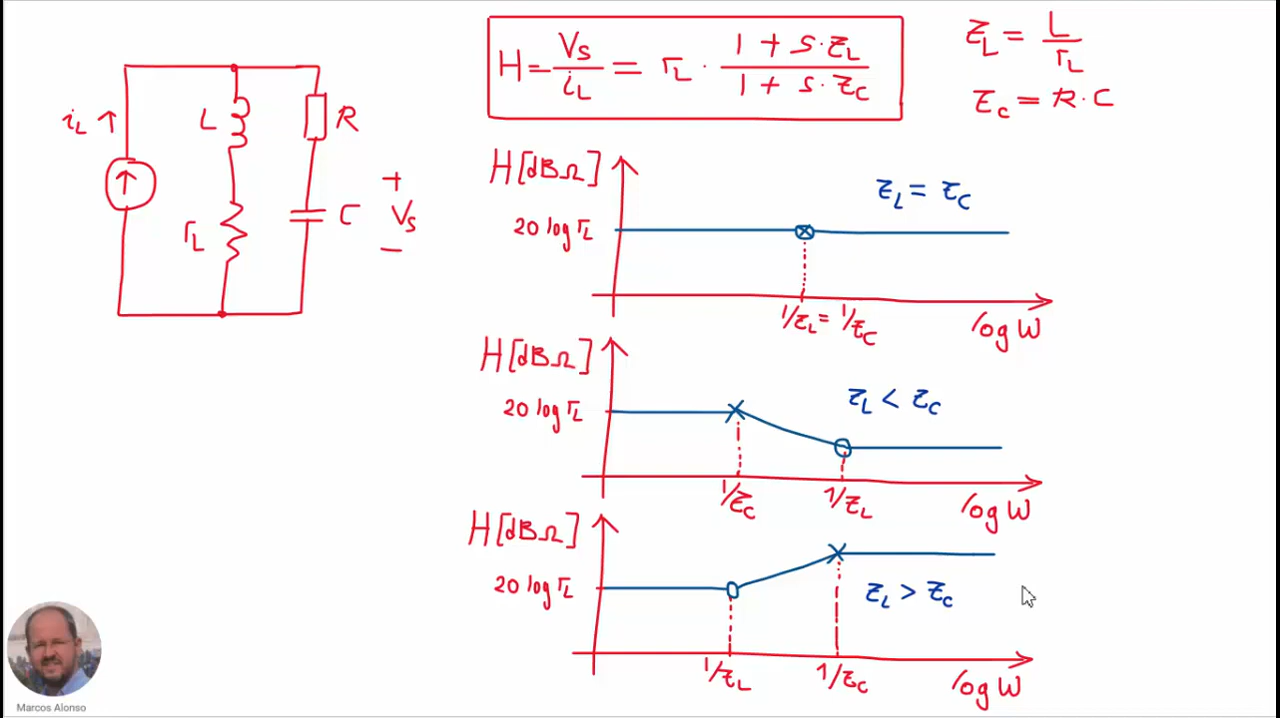 H = Vs/iL = rL · (1 + s·τL)/(1 + s·τC)
τL = L/rL
τC = R·C
iL ↑
L
R
rL
C
+
Vs
−
H[dBΩ]
τL = τC
20 log rL
1/τL = 1/τC
log W
H[dBΩ]
τL < τC
20 log rL
1/τC
1/τL
log W
H[dBΩ]
20 log rL
τL > τC
1/τL
1/τC
log W
Marcos Alonso